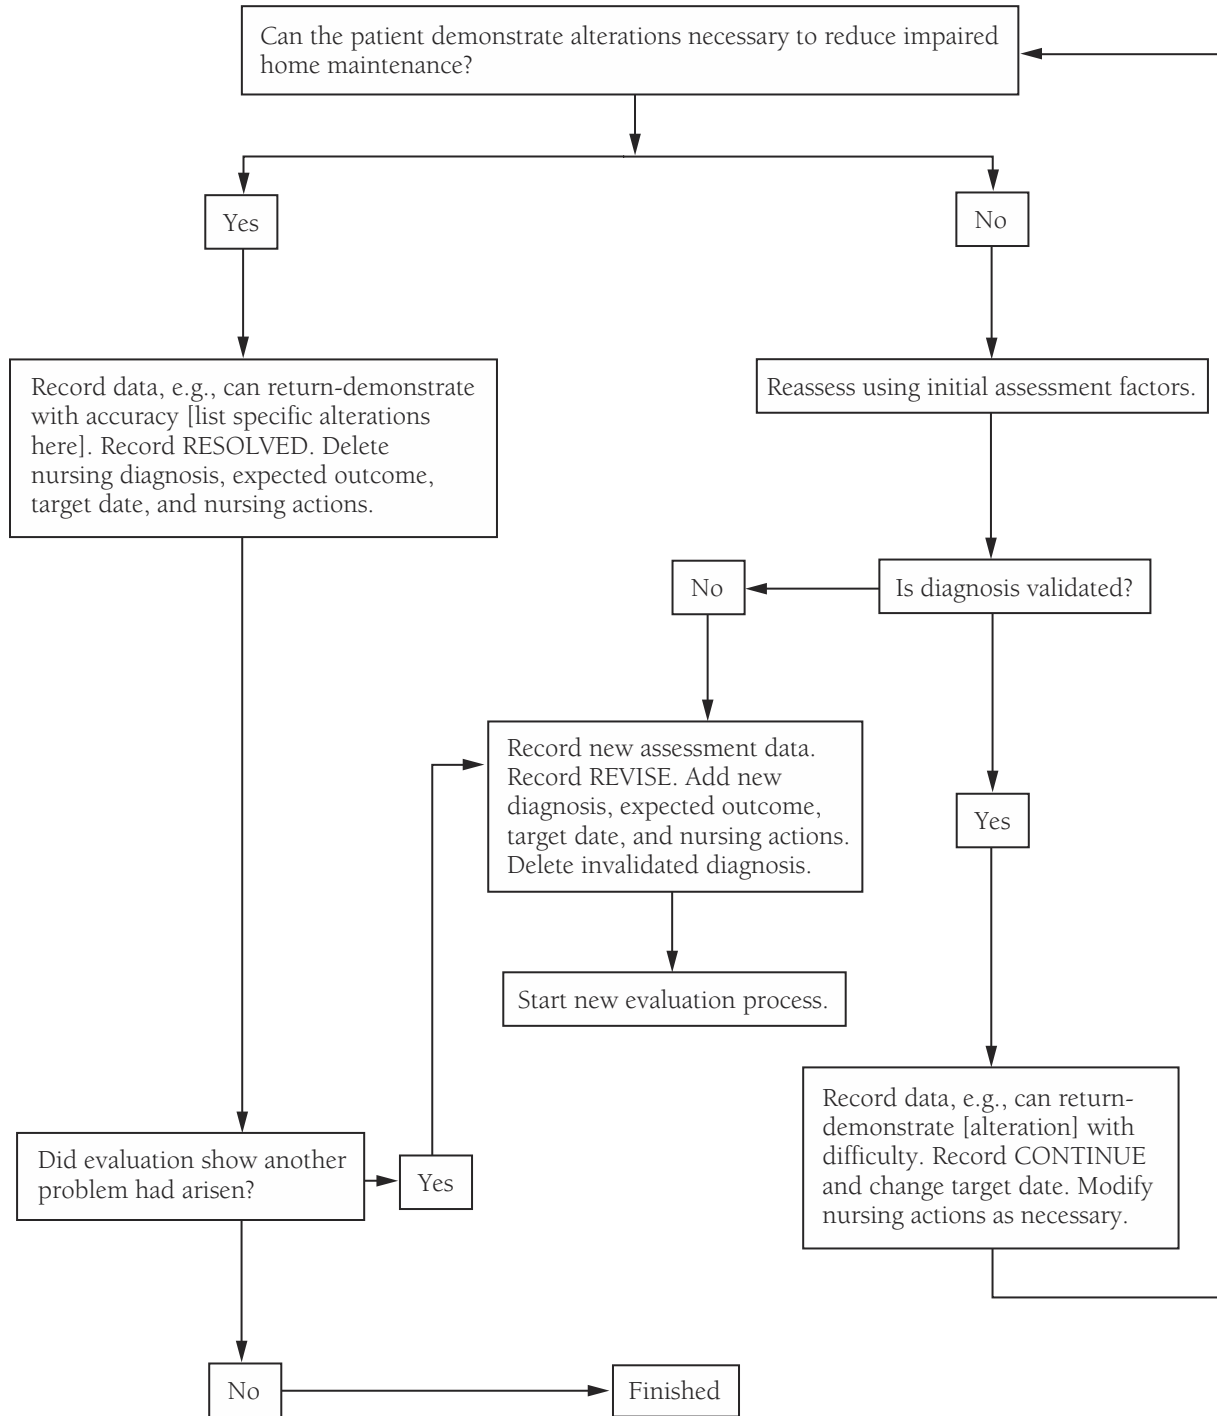 Can the patient demonstrate alterations necessary to reduce impaired
home maintenance?
Yes
No
Record data, e.g., can return-demonstrate
with accuracy [list specific alterations
here]. Record RESOLVED. Delete
nursing diagnosis, expected outcome,
target date, and nursing actions.
Reassess using initial assessment factors.
No
Is diagnosis validated?
Record new assessment data.
Record REVISE. Add new
diagnosis, expected outcome,
target date, and nursing actions.
Delete invalidated diagnosis.
Yes
Start new evaluation process.
Record data, e.g., can return-
demonstrate [alteration] with
difficulty. Record CONTINUE
and change target date. Modify
nursing actions as necessary.
Did evaluation show another
problem had arisen?
Yes
No
Finished